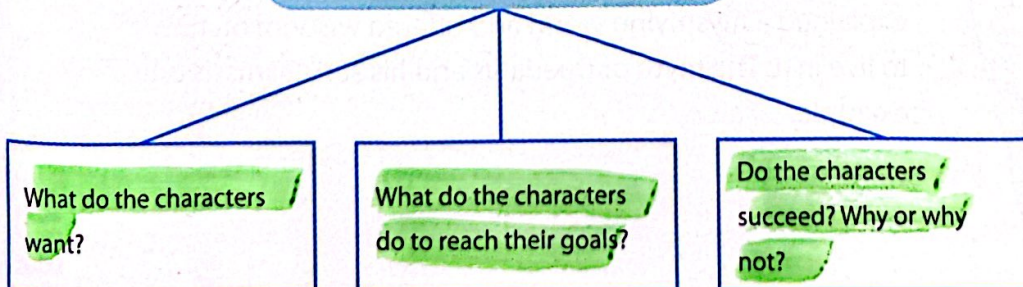 What do the characters
want?
What do the characters
do to reach their goals?
Do the characters
succeed? Why or why
not?